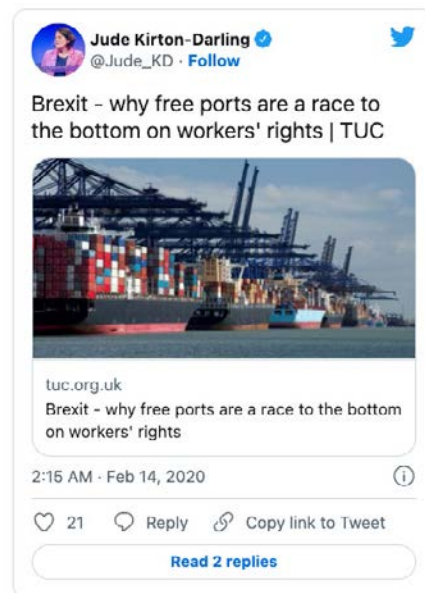 Jude Kirton-Darling
@Jude_KD · Follow
Brexit - why free ports are a race to
the bottom on workers' rights | TUC
tuc.org.uk
Brexit - why free ports are a race to the bottom
on workers' rights
2:15 AM · Feb 14, 2020
21 Reply Copy link to Tweet
Read 2 replies